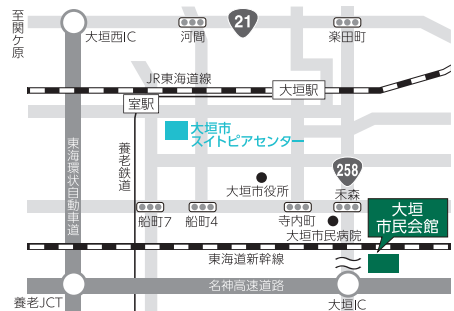 至関ケ原
大垣西IC
河間
21
楽田町
JR東海道線
大垣駅
室駅
大垣市
スイトピアセンター
東海環状自動車道
養老鉄道
大垣市役所
258
禾森
船町7
船町4
寺内町
大垣市民病院
大垣
市民会館
東海道新幹線
名神高速道路
養老JCT
大垣IC